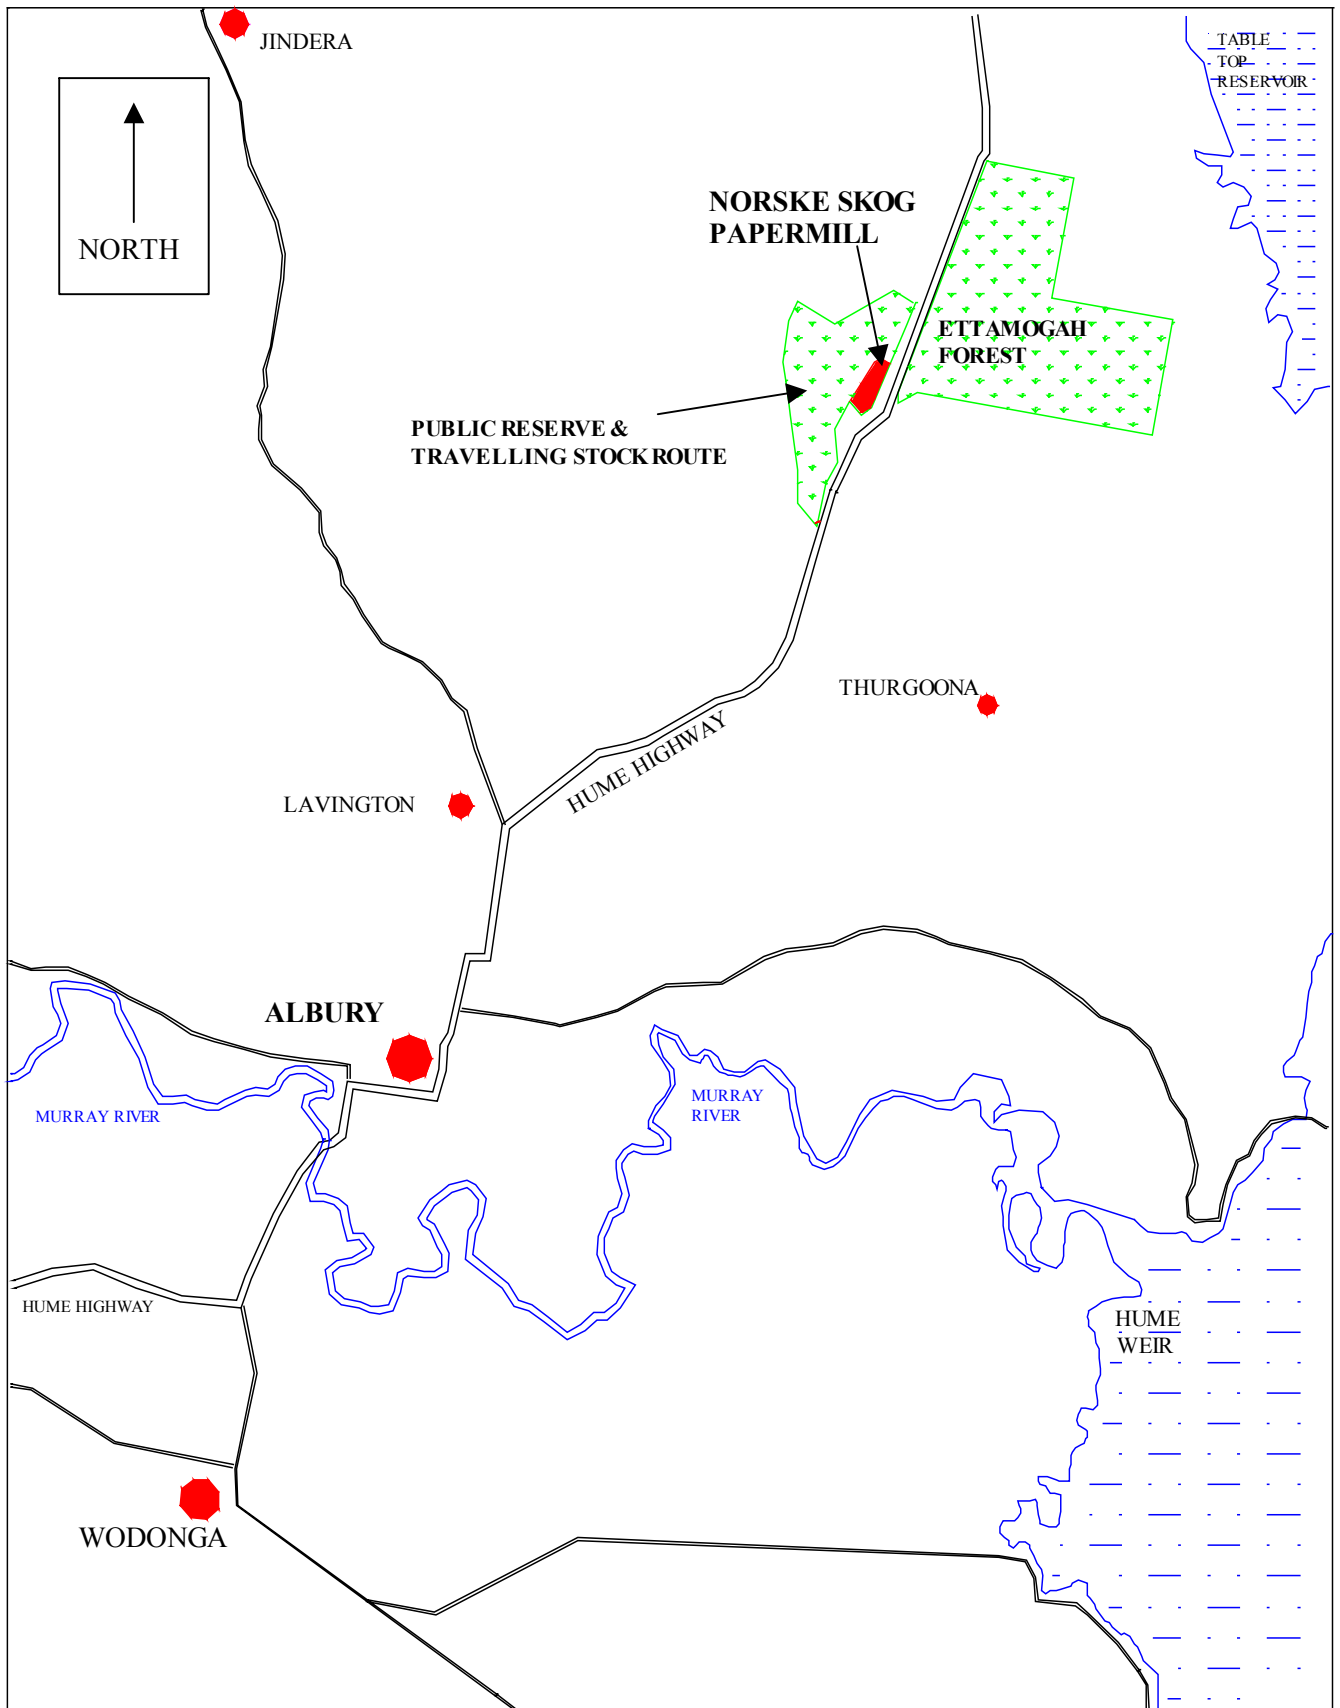 JINDERA
TABLE
TOP
RESERVOIR
NORTH
NORSKE SKOG
PAPERMILL
ETTAMOGAH
FOREST
PUBLIC RESERVE &
TRAVELLING STOCK ROUTE
THURGOONA
HUME HIGHWAY
LAVINGTON
ALBURY
MURRAY RIVER
MURRAY
RIVER
HUME HIGHWAY
HUME
WEIR
WODONGA